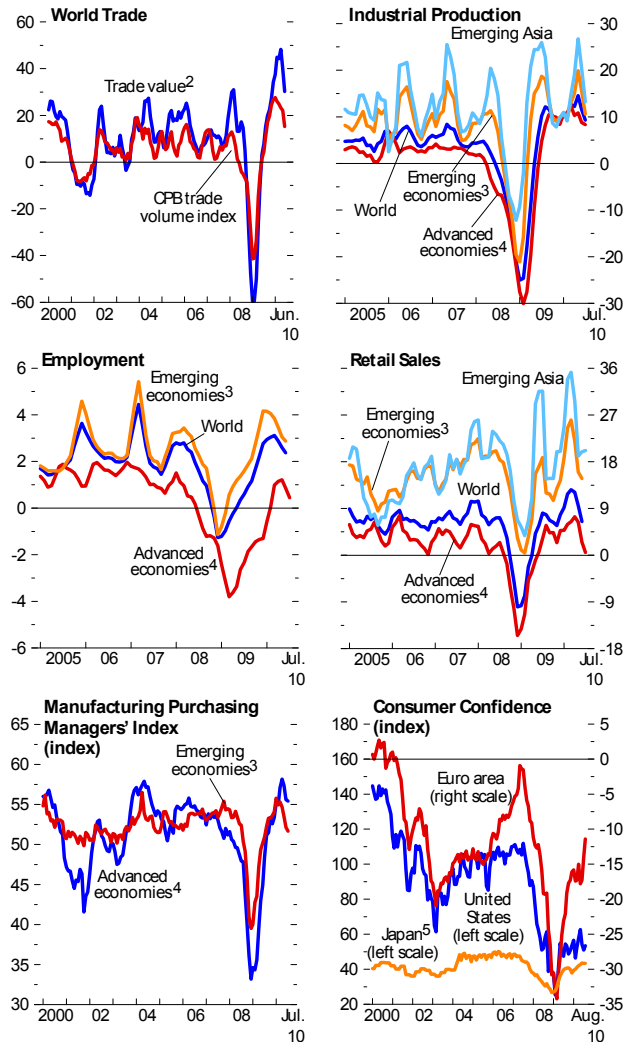 World Trade
Trade value2
CPB trade
volume index
60
40
20
0
-20
-40
-60
2000
02
04
06
08
Jun.
10
Industrial Production
Emerging Asia
Emerging
economies3
World
Advanced
economies4
30
20
10
0
-10
-20
-30
2005
06
07
08
09
Jul.
10
Employment
Emerging
economies3
World
Advanced
economies4
6
4
2
0
-2
-4
-6
2005
06
07
08
09
Jul.
10
Retail Sales
Emerging Asia
Emerging
economies3
World
Advanced
economies4
36
27
18
9
0
-9
-18
2005
06
07
08
09
Jul.
10
Manufacturing Purchasing
Managers' Index
(index)
Emerging
economies3
Advanced
economies4
65
60
55
50
45
40
35
30
2000
02
04
06
08
Jul.
10
Consumer Confidence
(index)
Euro area
(right scale)
United
States
(left scale)
Japan5
(left scale)
180
160
140
120
100
80
60
40
20
5
0
-5
-10
-15
-20
-25
-30
-35
2000
02
04
06
08
Aug.
10